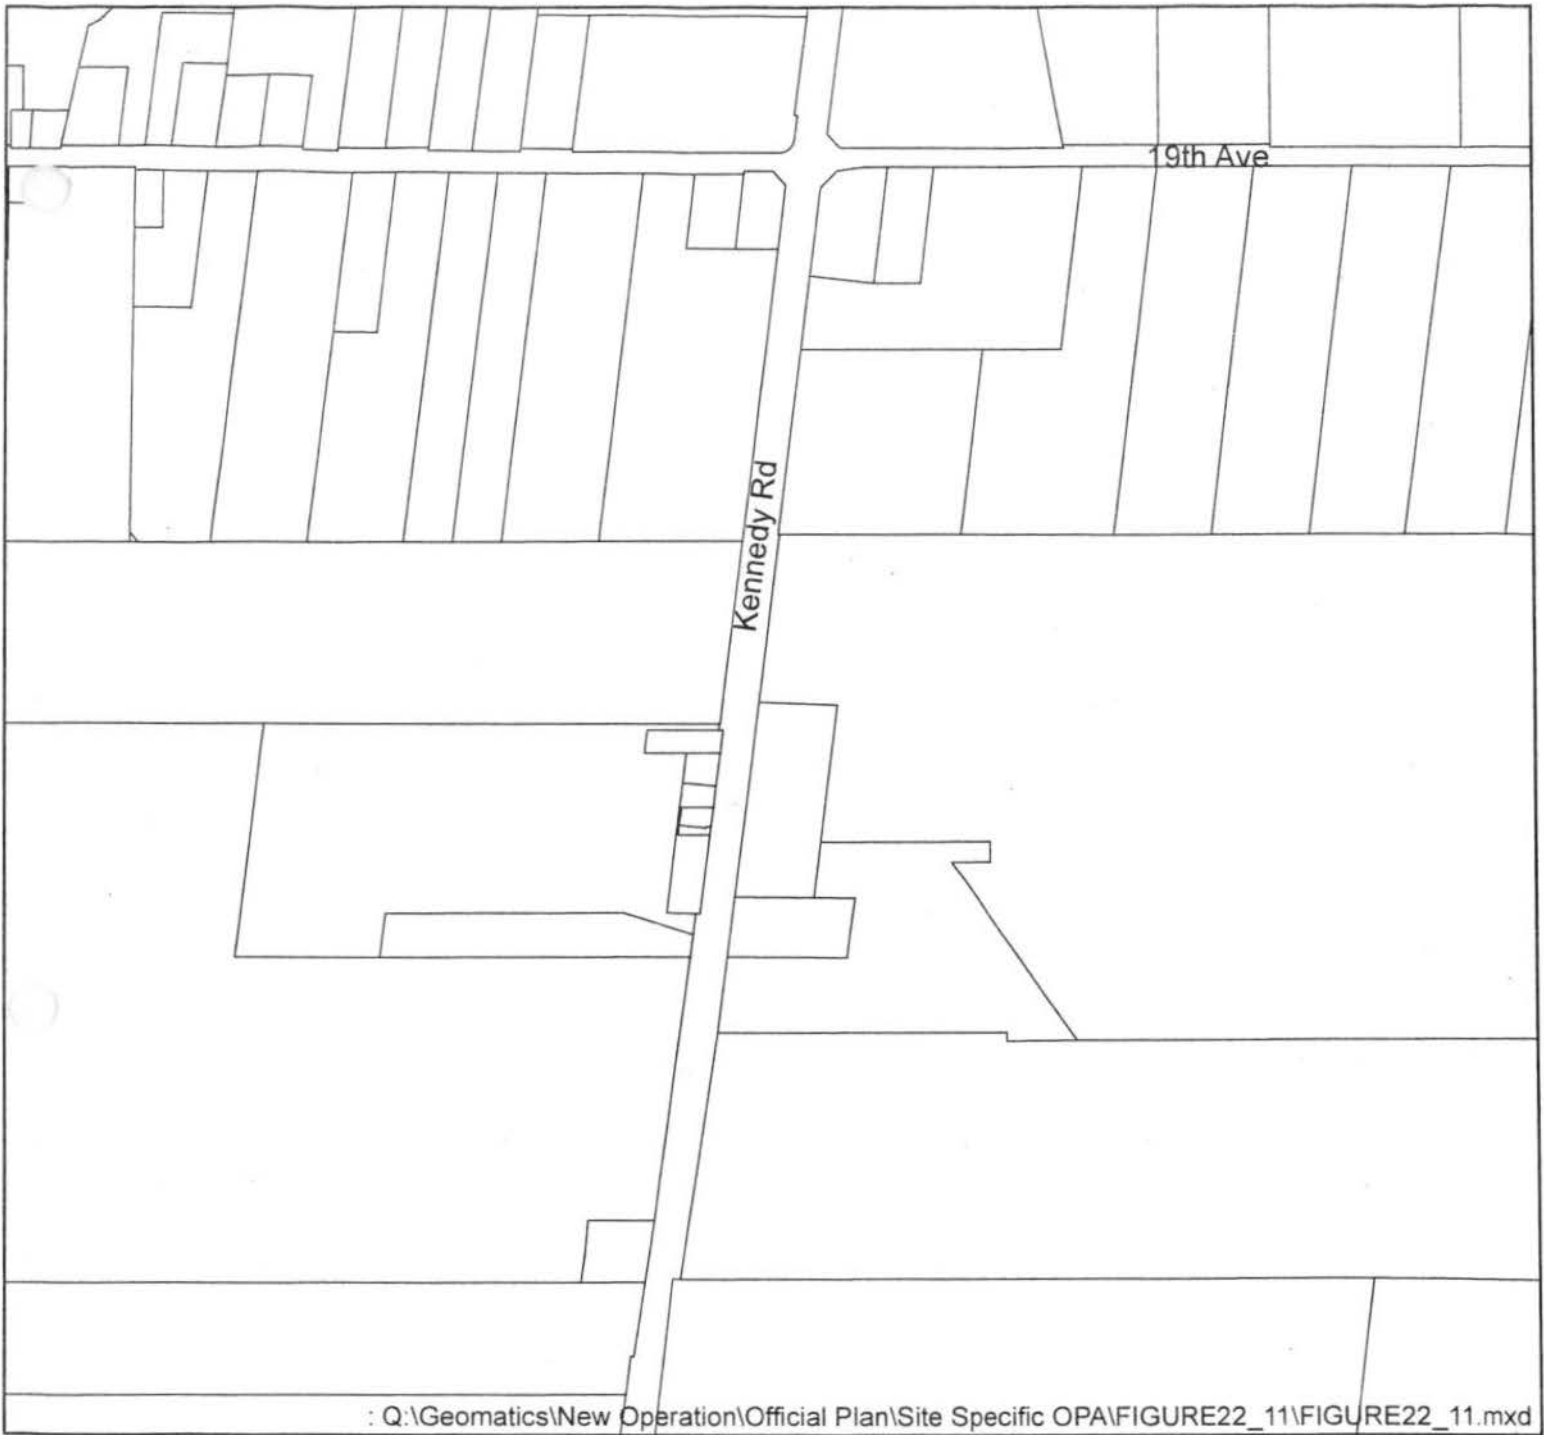 19th Ave
Kennedy Rd
: Q:\Geomatics\New Operation\Official Plan\Site Specific OPA\FIGURE22_11\FIGURE22_11.mxd